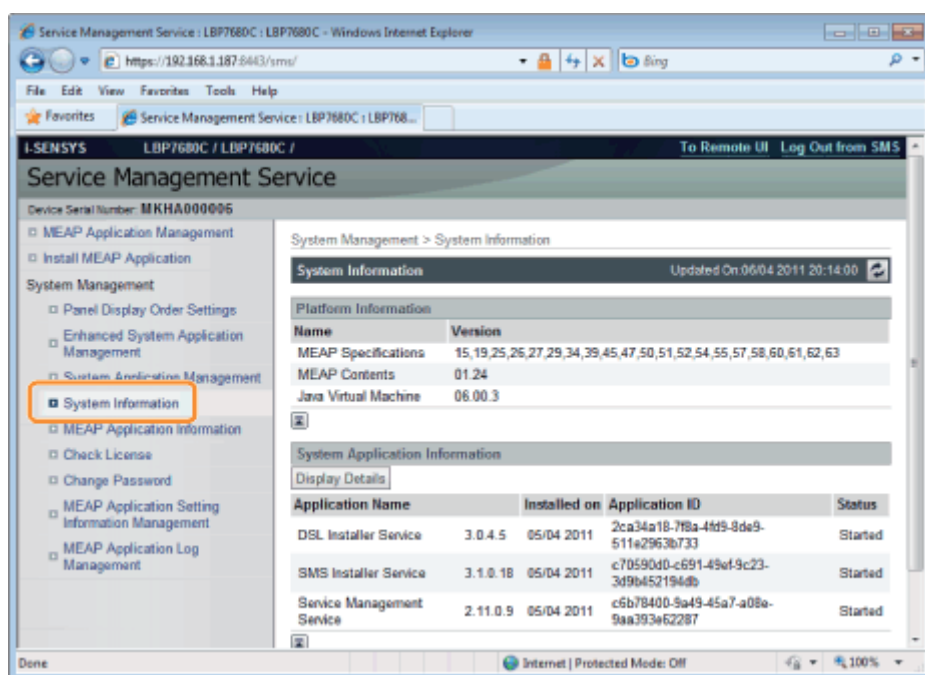 Service Management Service : LBP7680C : LBP7680C - Windows Internet Explorer
https://192.168.1.187:8443/sms/
Bing
File Edit View Favorites Tools Help
Favorites
Service Management Service : LBP7680C : LBP768...
i-SENSYS LBP7680C / LBP7680C / To Remote UI Log Out from SMS
Service Management Service
Device Serial Number: MKHA000006
MEAP Application Management
Install MEAP Application
System Management
Panel Display Order Settings
Enhanced System Application
Management
System Application Management
System Information
MEAP Application Information
Check License
Change Password
MEAP Application Setting
Information Management
MEAP Application Log
Management
System Management > System Information
System Information Updated On:06/04 2011 20:14:00
Platform Information
Name Version
MEAP Specifications 15,19,25,26,27,29,34,39,45,47,50,51,52,54,55,57,58,60,61,62,63
MEAP Contents 01.24
Java Virtual Machine 06.00.3
System Application Information
Display Details
Application Name Installed on Application ID Status
DSL Installer Service 3.0.4.5 05/04 2011 2ca34a18-7f8a-4fd9-8de9-
511e2963b733 Started
SMS Installer Service 3.1.0.18 05/04 2011 c70590d0-c691-49ef-9c23-
3d9b452194db Started
Service Management
Service 2.11.0.9 05/04 2011 c6b78400-9a49-45a7-a08e-
9aa393e62287 Started
Done Internet | Protected Mode: Off 100%